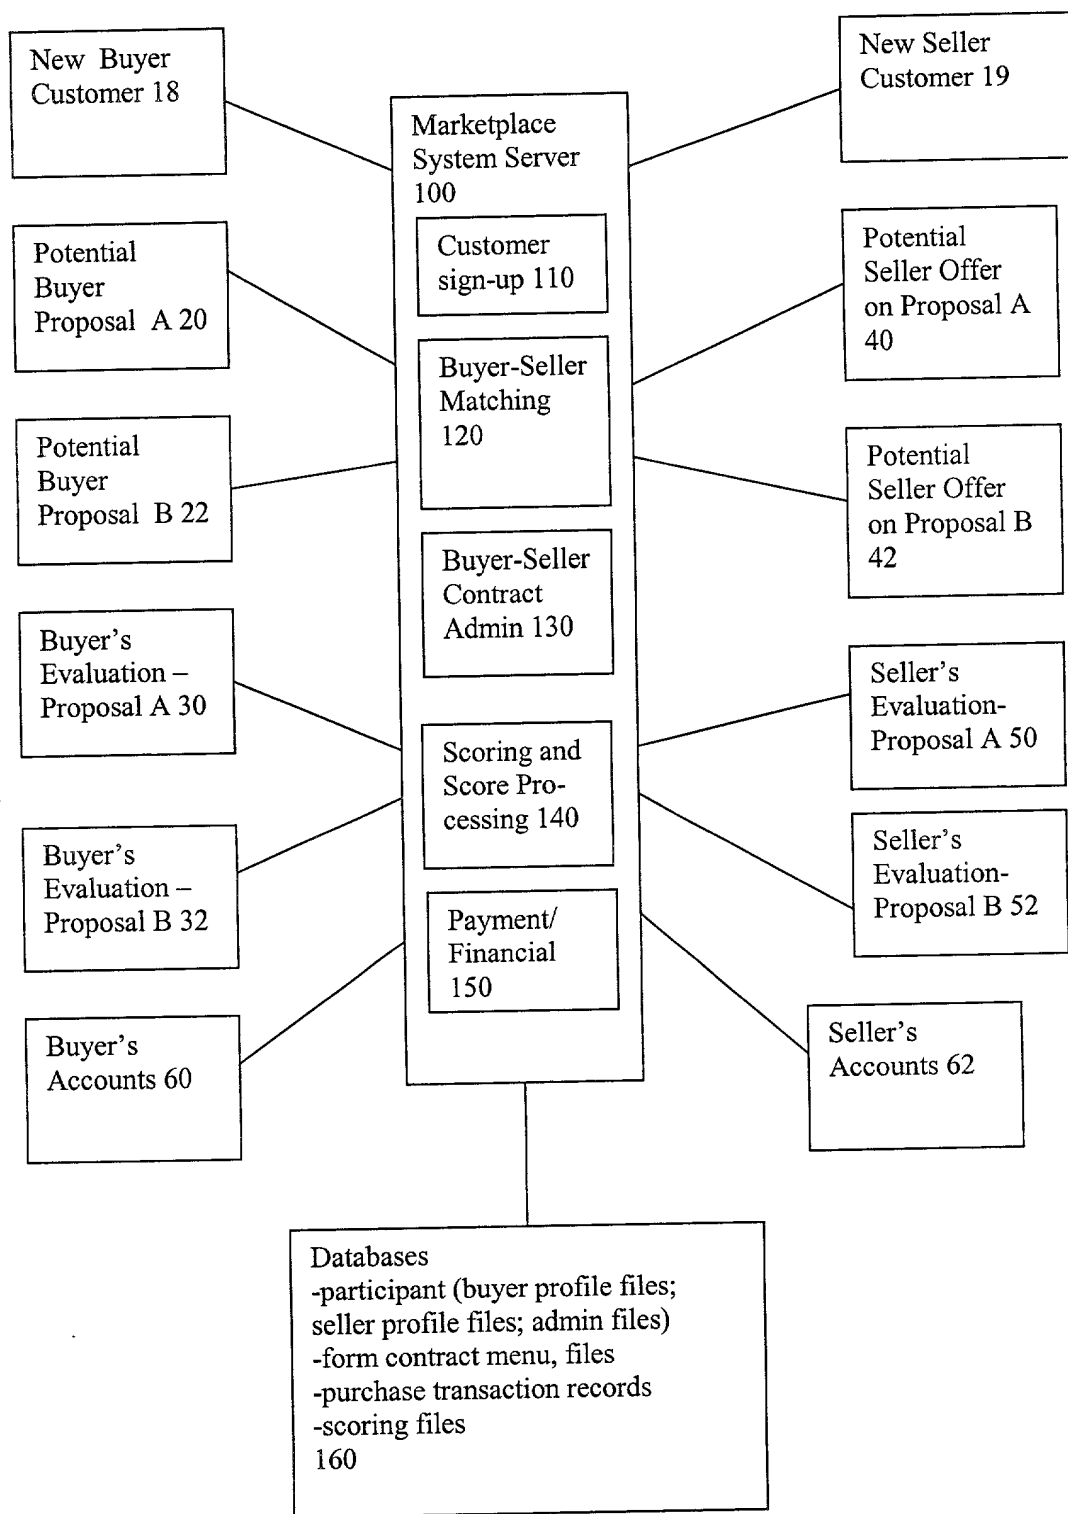 New Buyer
Customer 18
Potential
Buyer
Proposal A 20
Potential
Buyer
Proposal B 22
Buyer's
Evaluation –
Proposal A 30
Buyer's
Evaluation –
Proposal B 32
Buyer's
Accounts 60
Marketplace
System Server
100
Customer
sign-up 110
Buyer-Seller
Matching
120
Buyer-Seller
Contract
Admin 130
Scoring and
Score Pro-
cessing 140
Payment/
Financial
150
New Seller
Customer 19
Potential
Seller Offer
on Proposal A
40
Potential
Seller Offer
on Proposal B
42
Seller's
Evaluation-
Proposal A 50
Seller's
Evaluation-
Proposal B 52
Seller's
Accounts 62
Databases
-participant (buyer profile files;
seller profile files; admin files)
-form contract menu, files
-purchase transaction records
-scoring files
160